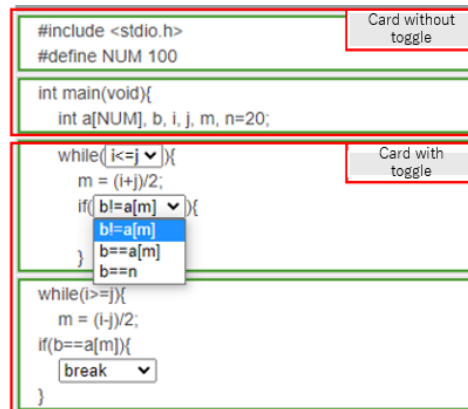 #include <stdio.h>
Card without
toggle
#define NUM 100
int main(void){
int a[NUM], b, i, j, m, n=20;
while( i<=j ){
Card with
toggle
m = (i+j)/2;
if( b!=a[m] ){
b!=a[m]
b==a[m]
b==n
}
while(i>=j){
m = (i-j)/2;
if(b==a[m]){
break
}